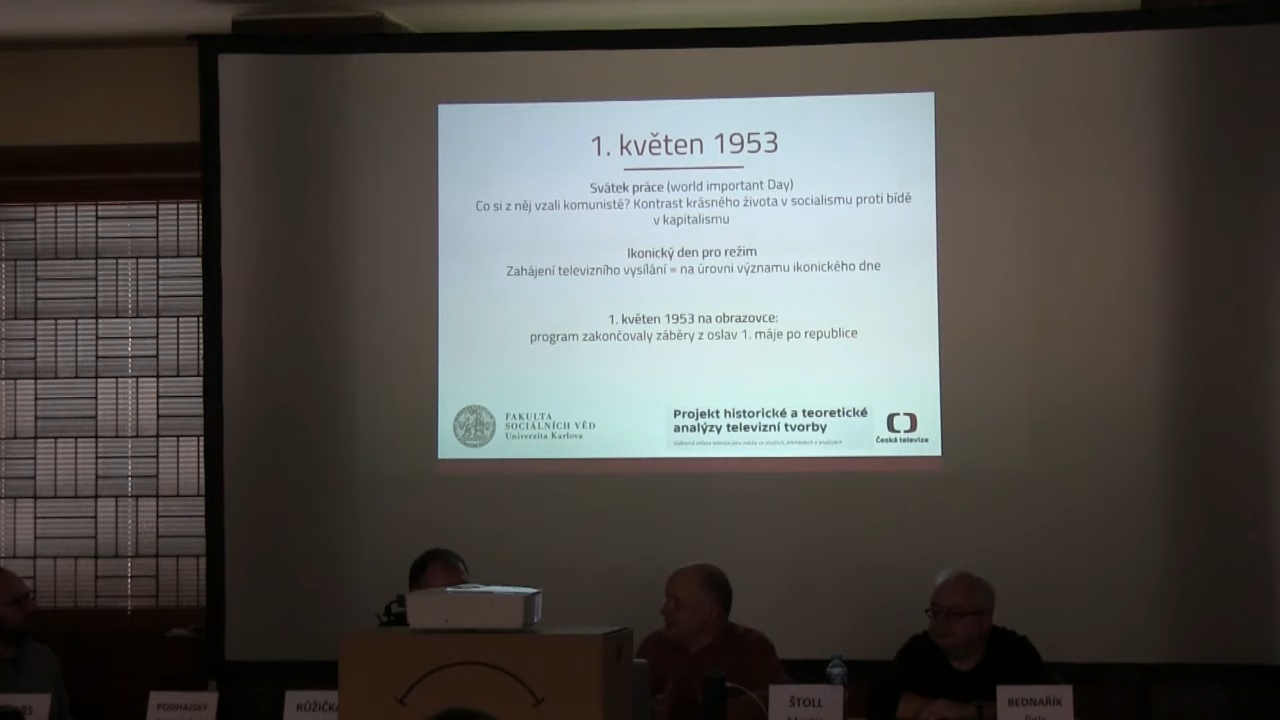 1. květen 1953
Svátek práce (world important Day)
Co si z něj vzali komunisté? Kontrast krásného života v socialismu proti bídě
v kapitalismu
Ikonický den pro režim
Zahájení televizního vysílání = na úrovni významu ikonického dne
1. květen 1953 na obrazovce:
program zakončovaly záběry z oslav 1. máje po republice
FAKULTA
SOCIÁLNÍCH VĚD
Univerzita Karlova
Projekt historické a teoretické
analýzy televizní tvorby
Česká televize
PODHAJSKÝ
RŮŽIČKA
ŠTOLL
BEDNAŘÍK